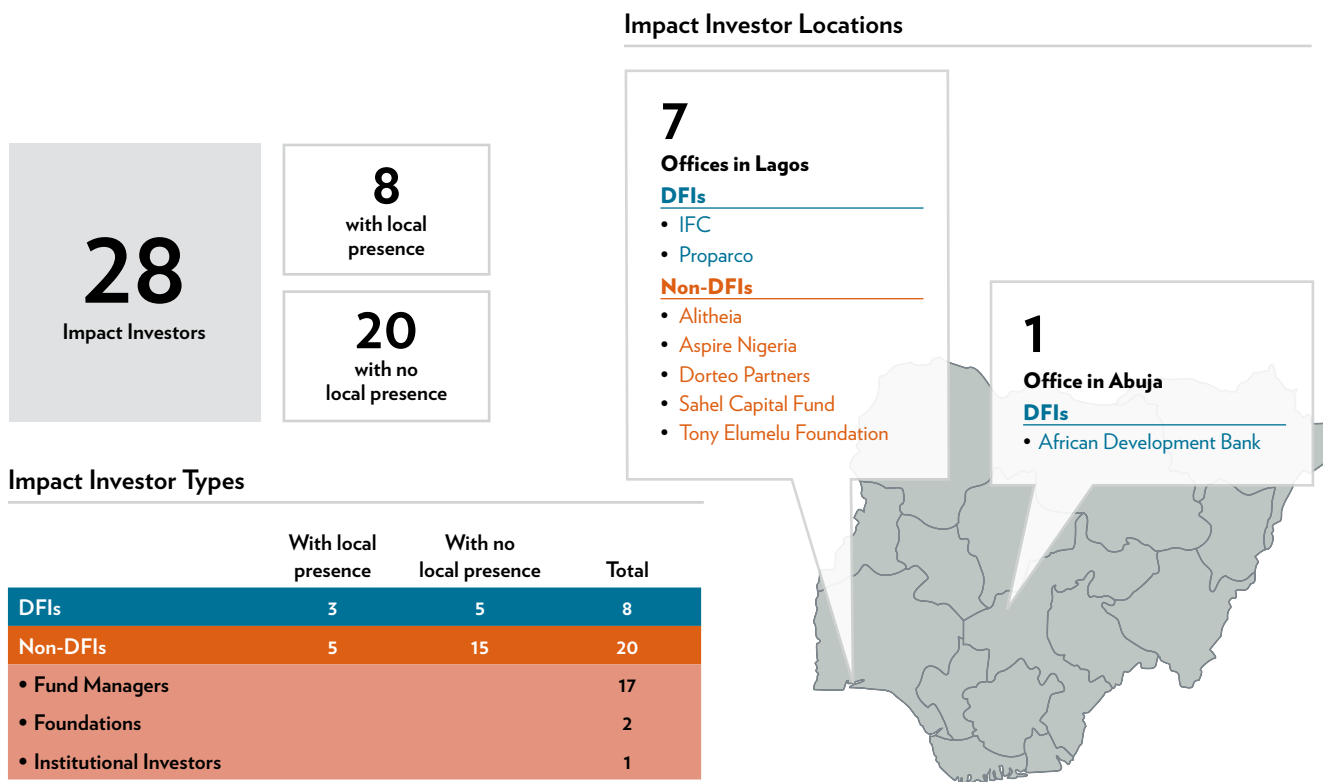 Impact Investor Locations
28
Impact Investors
8
with local
presence
20
with no
local presence
7
Offices in Lagos
DFIs
• IFC
• Proparco
Non-DFIs
• Alitheia
• Aspire Nigeria
• Dorteo Partners
• Sahel Capital Fund
• Tony Elumelu Foundation
1
Office in Abuja
DFIs
• African Development Bank
Impact Investor Types
With local
presence
With no
local presence
Total
DFIs 3 5 8
Non-DFIs 5 15 20
• Fund Managers 17
• Foundations 2
• Institutional Investors 1